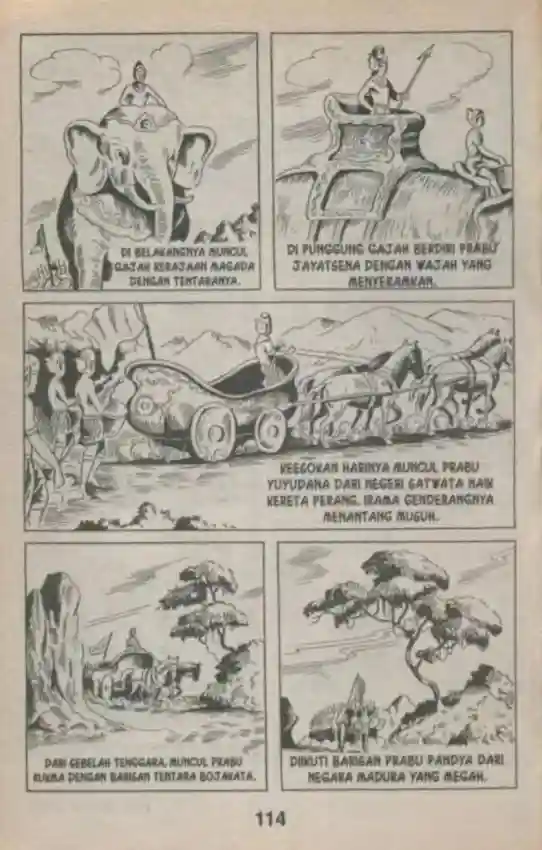 DI BELAKANGNYA MUNCUL
GAJAH KERAJAAN MAGADA
DENGAN TENTARANYA.
DI PUNGGUNG GAJAH BERDIRI PRABU
JAYATSENA DENGAN WAJAH YANG
MENYERAMKAN.
KEESOKAN HARINYA MUNCUL PRABU
YUYUDANA DARI NEGERI SATWATA NAIK
KERETA PERANG. IRAMA GENDERANGNYA
MENANTANG MUSUH.
DARI SEBELAH TENGGARA, MUNCUL PRABU
RUKMA DENGAN BARISAN TENTARA BOJAKATA.
DIIKUTI BARISAN PRABU PANDYA DARI
NEGARA MADURA YANG MEGAH.
114